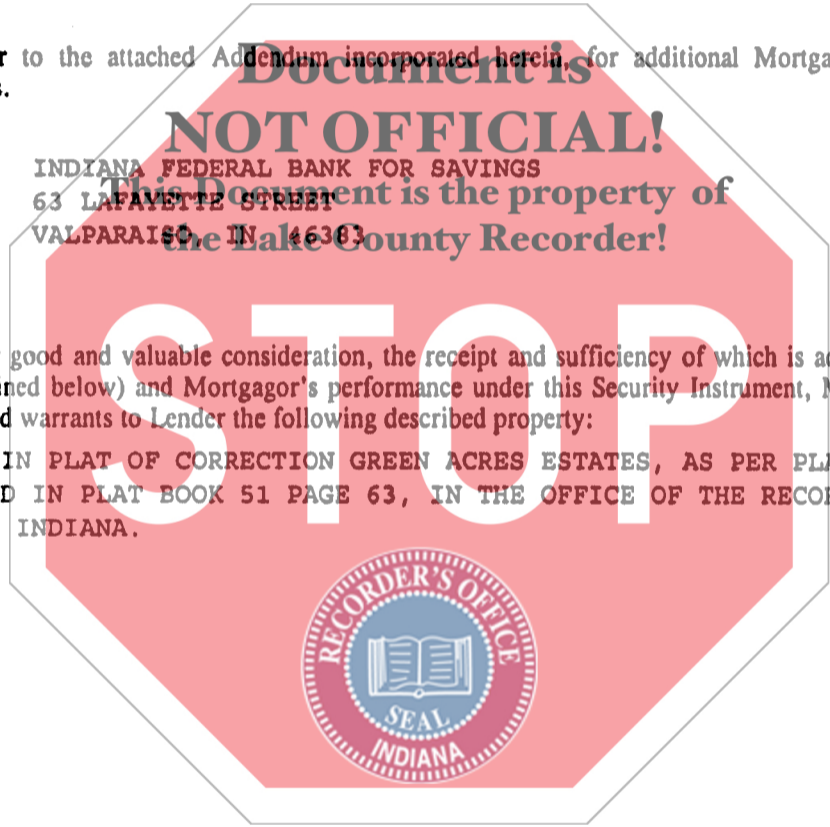 r to the attached Addendum incorporated herein, for additional Mortga
s.
Document is
NOT OFFICIAL!
INDIANA FEDERAL BANK FOR SAVINGS
This Document is the property of
63 LAFAYETTE STREET
VALPARAISO, IN 46383
the Lake County Recorder!
good and valuable consideration, the receipt and sufficiency of which is a
ned below) and Mortgagor's performance under this Security Instrument, M
d warrants to Lender the following described property:
IN PLAT OF CORRECTION GREEN ACRES ESTATES, AS PER PLA
D IN PLAT BOOK 51 PAGE 63, IN THE OFFICE OF THE RECOR
INDIANA.
STOP
RECORDER'S OFFICE
SEAL
INDIANA